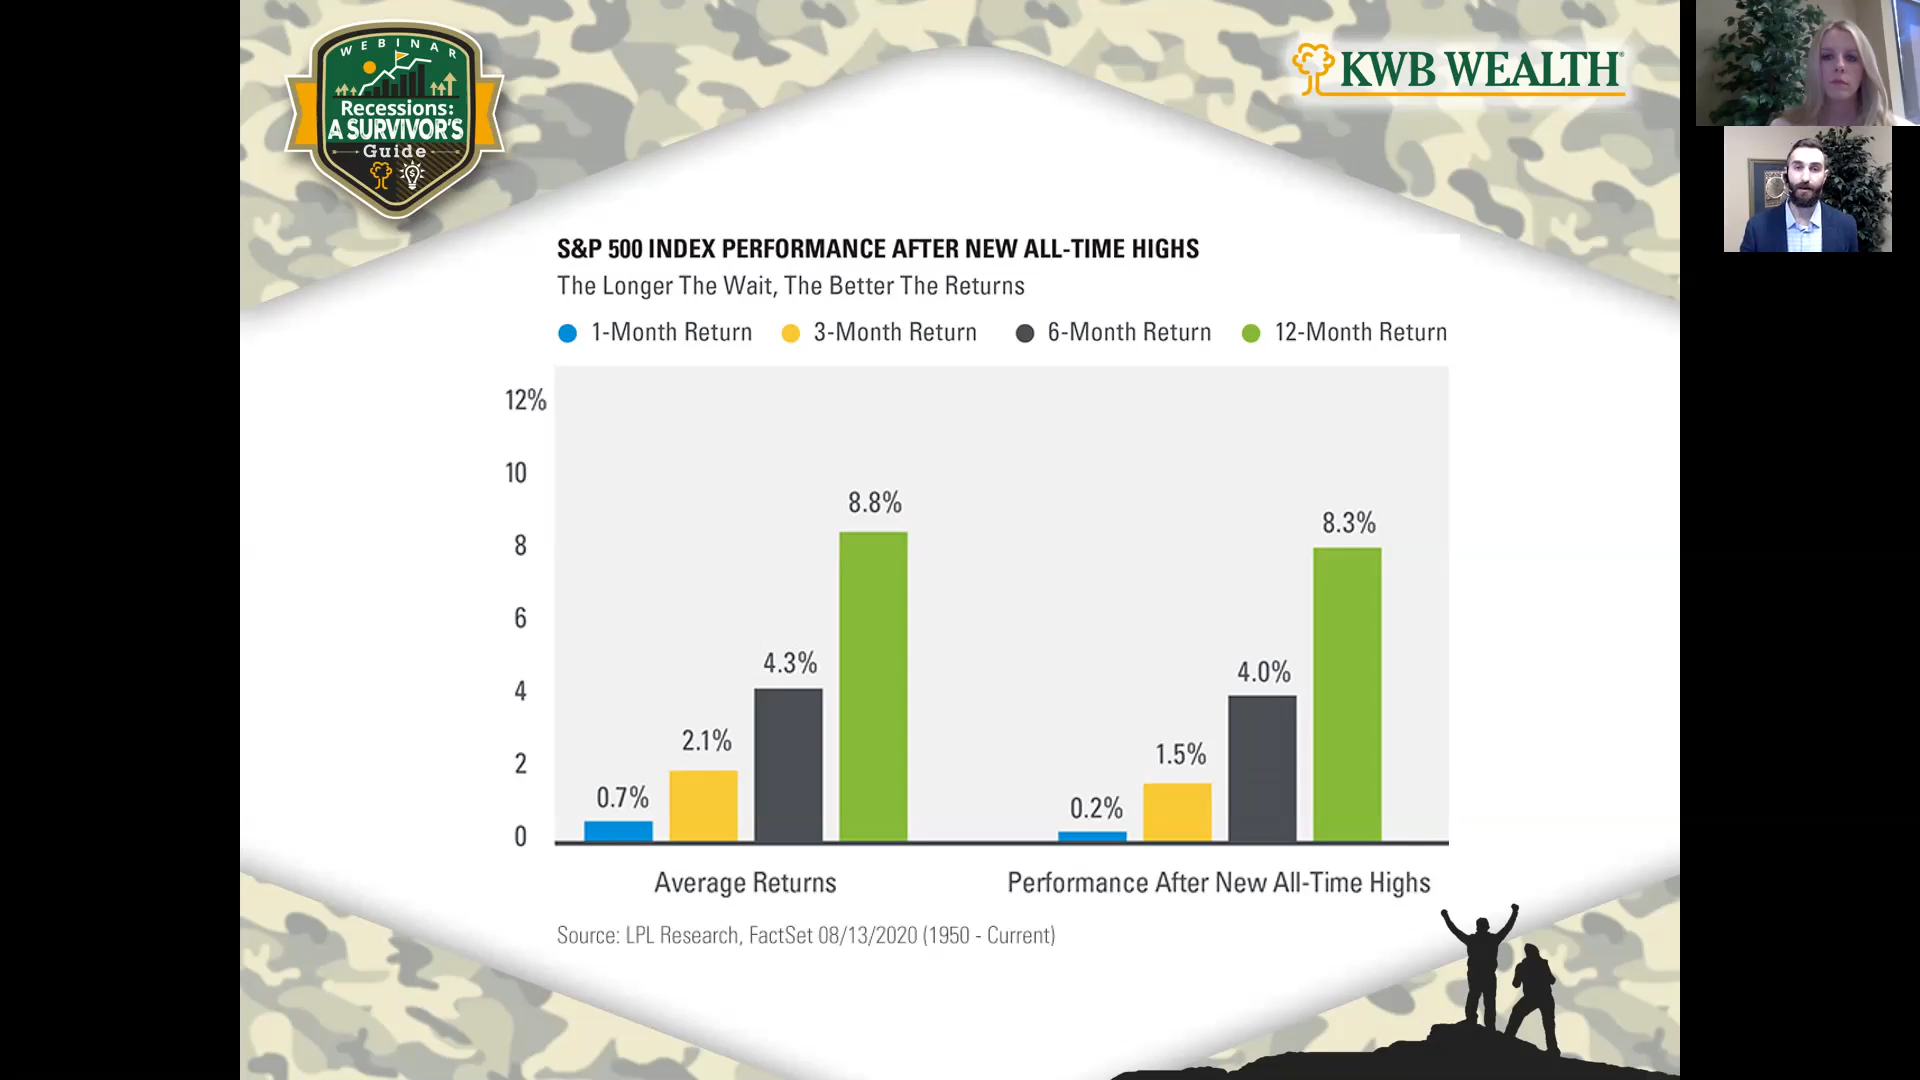 WEBINAR
Recessions:
A SURVIVOR'S
Guide
KWB WEALTH®
S&P 500 INDEX PERFORMANCE AFTER NEW ALL-TIME HIGHS
The Longer The Wait, The Better The Returns
1-Month Return 3-Month Return 6-Month Return 12-Month Return
12%
10
8
6
4
2
0
0.7% 2.1% 4.3% 8.8%
0.2% 1.5% 4.0% 8.3%
Average Returns Performance After New All-Time Highs
Source: LPL Research, FactSet 08/13/2020 (1950 - Current)